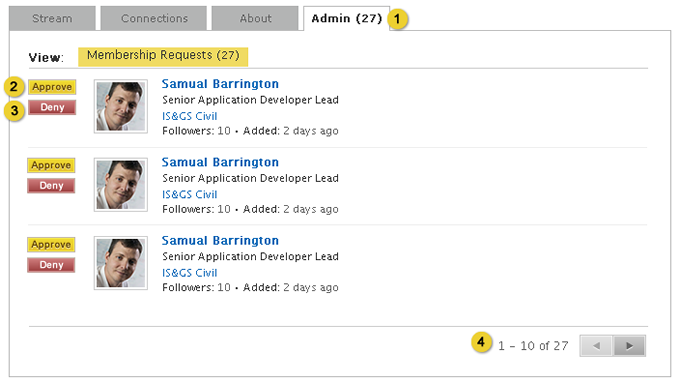 Stream Connections About Admin (27) 1
View: Membership Requests (27)
2 Approve
3 Deny
Samual Barrington
Senior Application Developer Lead
IS&GS Civil
Followers: 10 • Added: 2 days ago
Approve
Deny
Samual Barrington
Senior Application Developer Lead
IS&GS Civil
Followers: 10 • Added: 2 days ago
Approve
Deny
Samual Barrington
Senior Application Developer Lead
IS&GS Civil
Followers: 10 • Added: 2 days ago
4 1 – 10 of 27